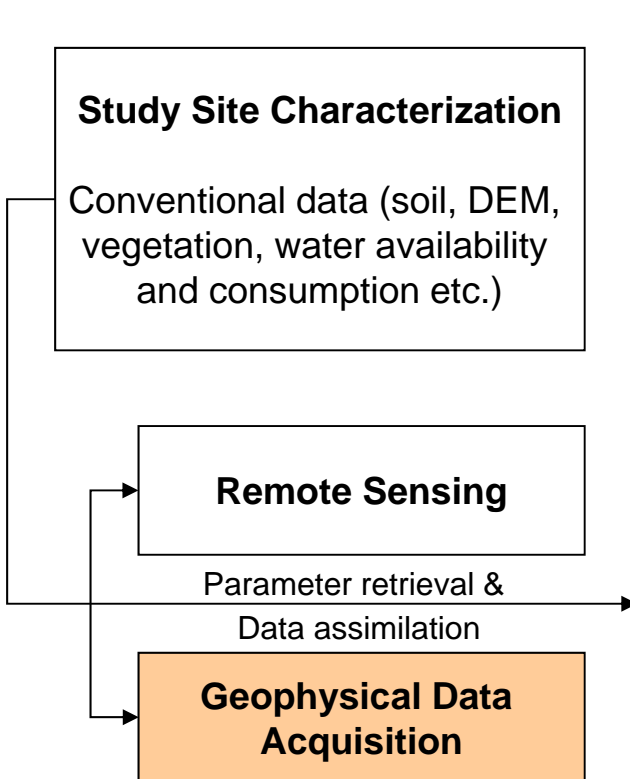 Study Site Characterization
Conventional data (soil, DEM,
vegetation, water availability
and consumption etc.)
Remote Sensing
Parameter retrieval &
Data assimilation
Geophysical Data
Acquisition